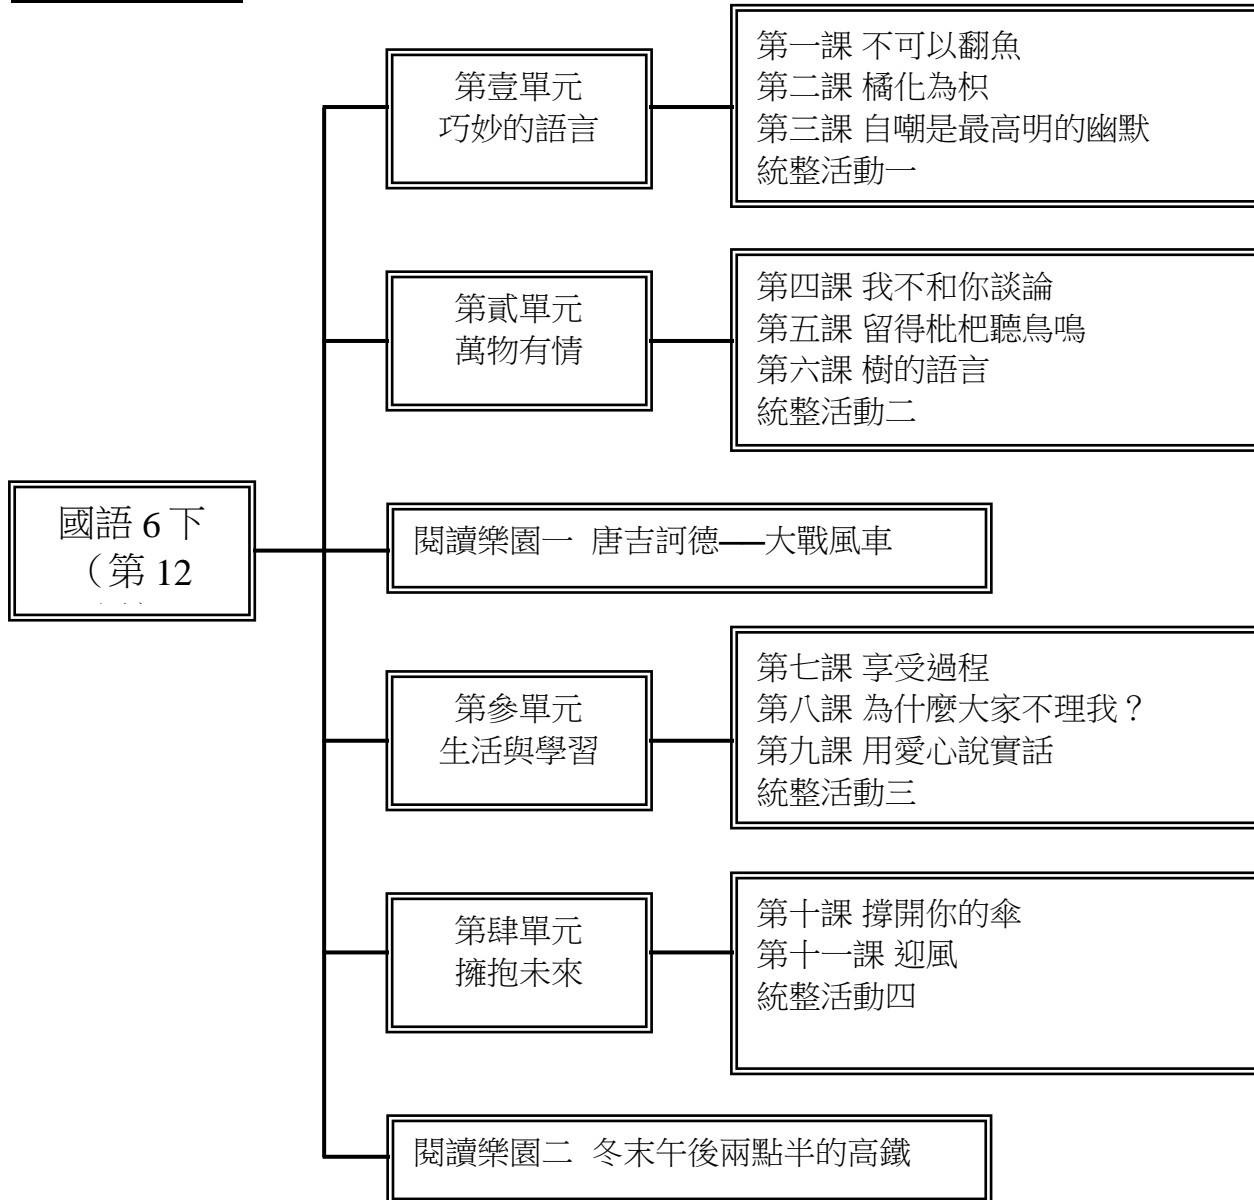 國語 6 下
（第 12
第壹單元
巧妙的語言
第一課 不可以翻魚
第二課 橘化為枳
第三課 自嘲是最高明的幽默
統整活動一
第貳單元
萬物有情
第四課 我不和你談論
第五課 留得枇杷聽鳥鳴
第六課 樹的語言
統整活動二
閱讀樂園一 唐吉訶德──大戰風車
第參單元
生活與學習
第七課 享受過程
第八課 為什麼大家不理我？
第九課 用愛心說實話
統整活動三
第肆單元
擁抱未來
第十課 撐開你的傘
第十一課 迎風
統整活動四
閱讀樂園二 冬末午後兩點半的高鐵